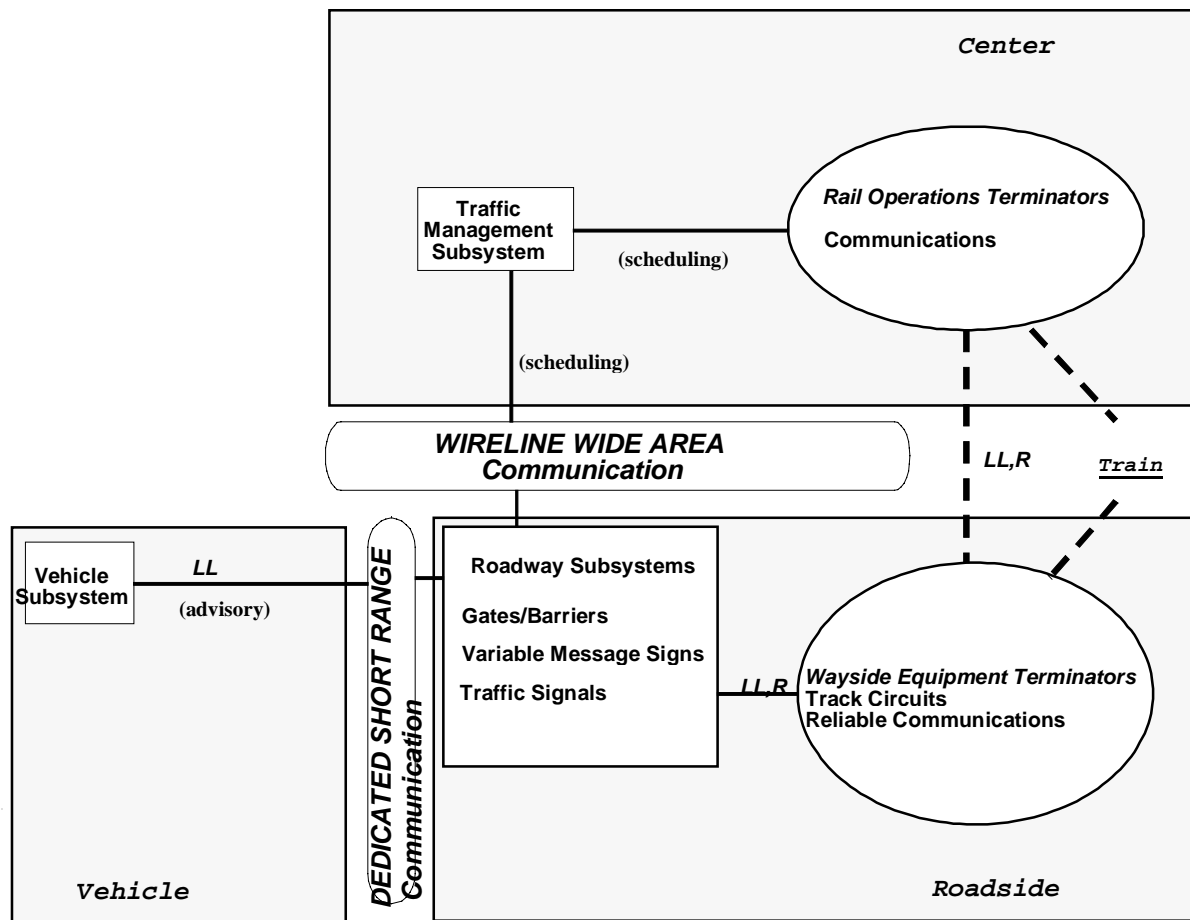 Center
Rail Operations Terminators
Communications
Traffic
Management
Subsystem
(scheduling)
(scheduling)
WIRELINE WIDE AREA
Communication
LL,R
Train
Vehicle
Subsystem
LL
(advisory)
DEDICATED SHORT RANGE
Communication
Roadway Subsystems
Gates/Barriers
Variable Message Signs
Traffic Signals
LL,R
Wayside Equipment Terminators
Track Circuits
Reliable Communications
Vehicle
Roadside